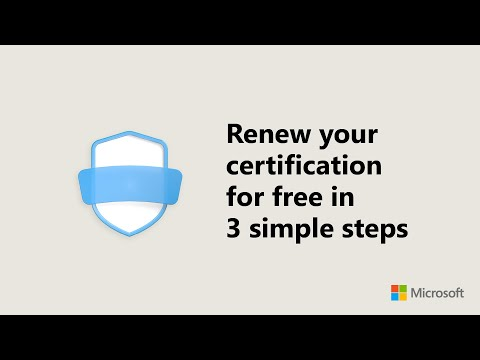 Renew your
certification
for free in
3 simple steps
Microsoft